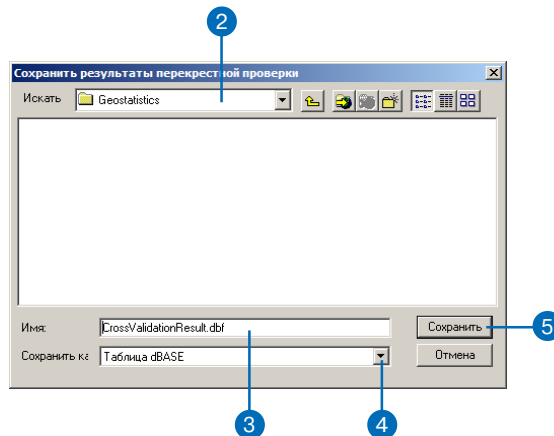 2
Сохранить результаты перекрестной проверки
Искать Geostatistics
Имя: CrossValidationResult.dbf Сохранить 5
Сохранить ка Таблица dBASE Отмена
3 4